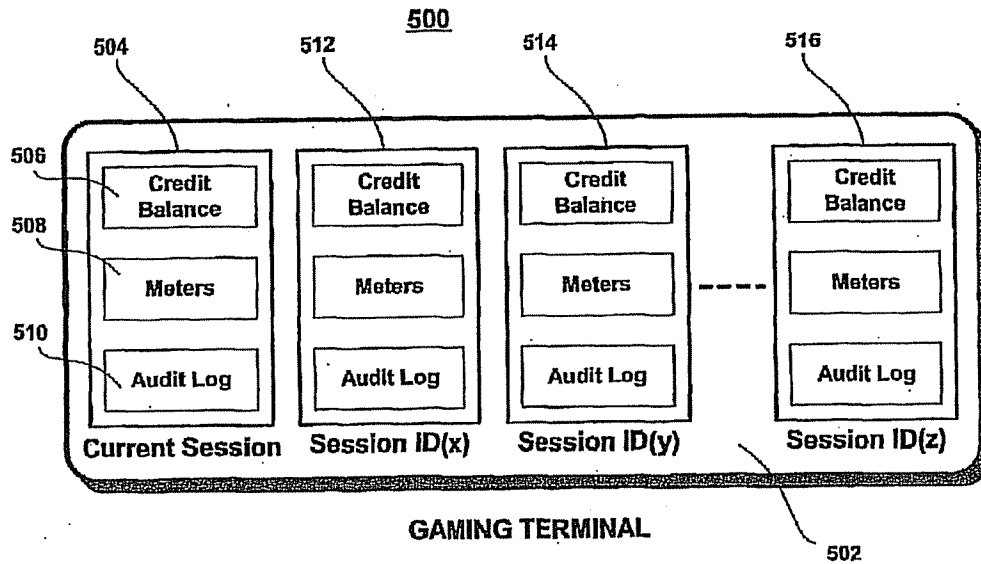 500
504
512
514
516
506
508
510
Credit
Balance
Meters
Audit Log
Current Session
Credit
Balance
Meters
Audit Log
Session ID(x)
Credit
Balance
Meters
Audit Log
Session ID(y)
Credit
Balance
Meters
Audit Log
Session ID(z)
GAMING TERMINAL
502